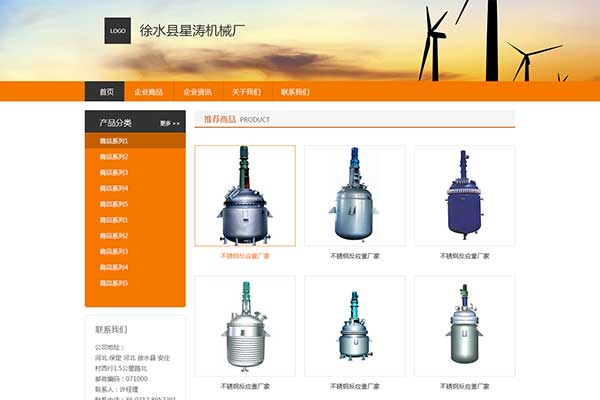 LOGO
徐水县星涛机械厂
首页
企业商品
企业资讯
关于我们
联系我们
产品分类
更多 >>
商品系列1
商品系列2
商品系列3
商品系列4
商品系列5
商品系列1
商品系列2
商品系列3
商品系列4
商品系列5
推荐商品 PRODUCT
不锈钢反应釜厂家
不锈钢反应釜厂家
不锈钢反应釜厂家
不锈钢反应釜厂家
不锈钢反应釜厂家
不锈钢反应釜厂家
联系我们
公司地址：
河北 保定 河北 徐水县 安庄
村西行1.5公里路北
邮政编码：071000
联系人：许经理